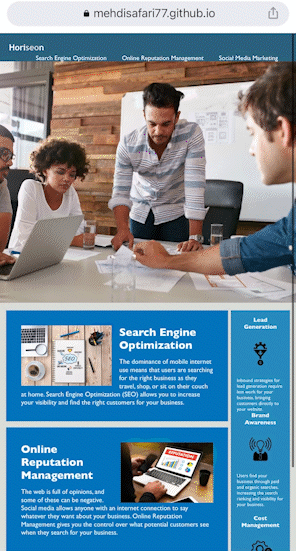 mehdisafari77.github.io
Horiseon
Search Engine Optimization
Online Reputation Management
Social Media Marketing
Search Engine
Optimization
The dominance of mobile internet
use means that users are searching
for the right business as they
travel, shop, or sit on their couch
at home. Search Engine Optimization (SEO) allows you to increase
your visibility and find the right customers for your business.
SEO
Online
Reputation
Management
REPUTATION
The web is full of opinions, and
some of these can be negative.
Social media allows anyone with an internet connection to say
whatever they want about your business. Online Reputation
Management gives you the control over what potential customers see
when they search for your business.
Lead
Generation
Inbound strategies for
lead generation require
less work for your
business, bringing
customers directly to
your website.
Brand
Awareness
Users find your
business through paid
and organic searches,
increasing the search
ranking and visibility for
your business.
Cost
Management